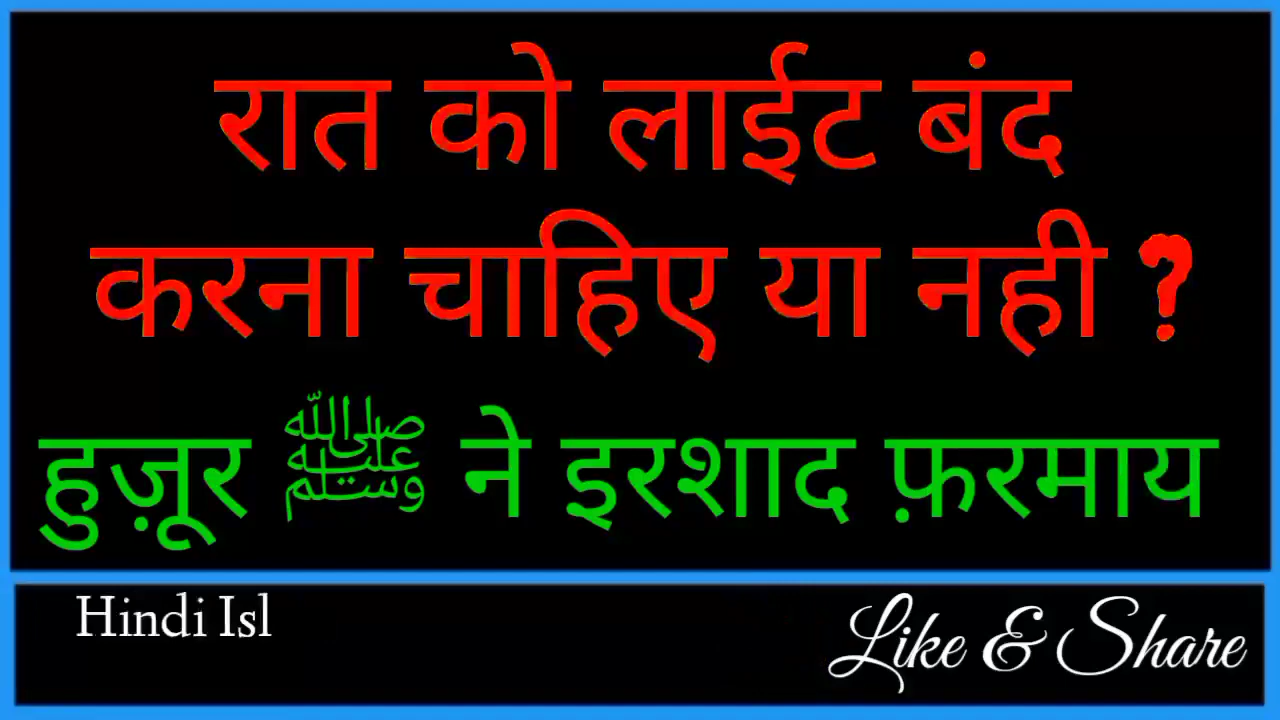 रात को लाईट बंद
करना चाहिए या नही ?
हुज़ूर ﷺ ने इरशाद फ़रमाय
Hindi Isl
Like & Share